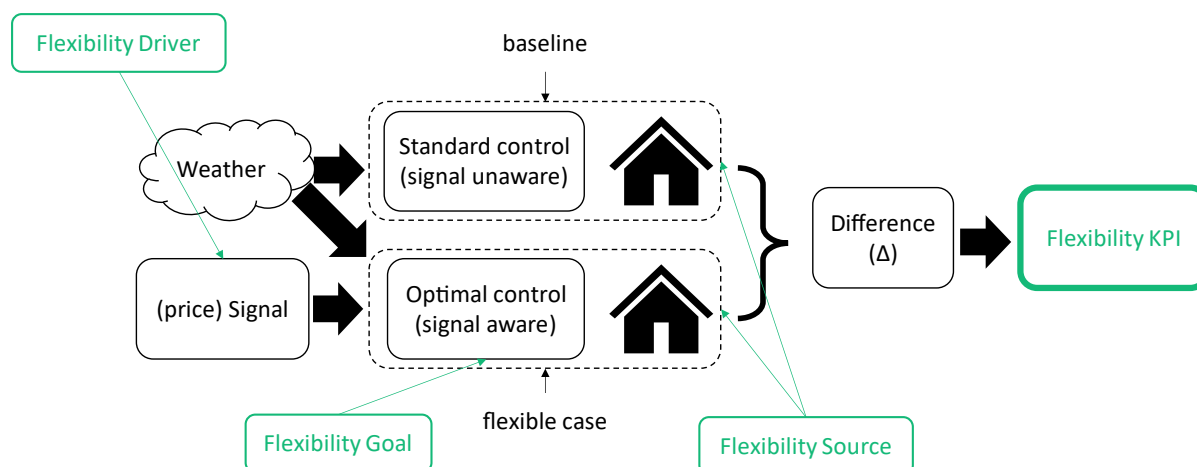 Flexibility Driver
baseline
Weather
Standard control
(signal unaware)
Difference
(Δ)
Flexibility KPI
(price) Signal
Optimal control
(signal aware)
Flexibility Goal
flexible case
Flexibility Source